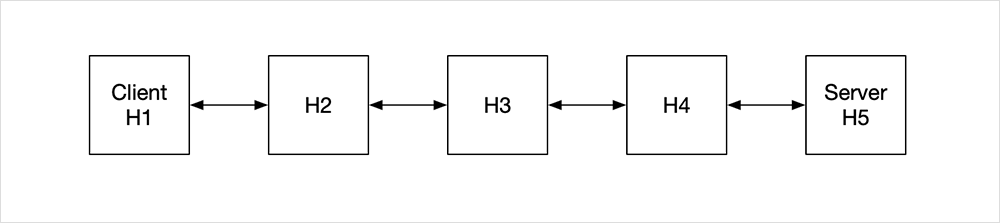 Client
H1
H2
H3
H4
Server
H5